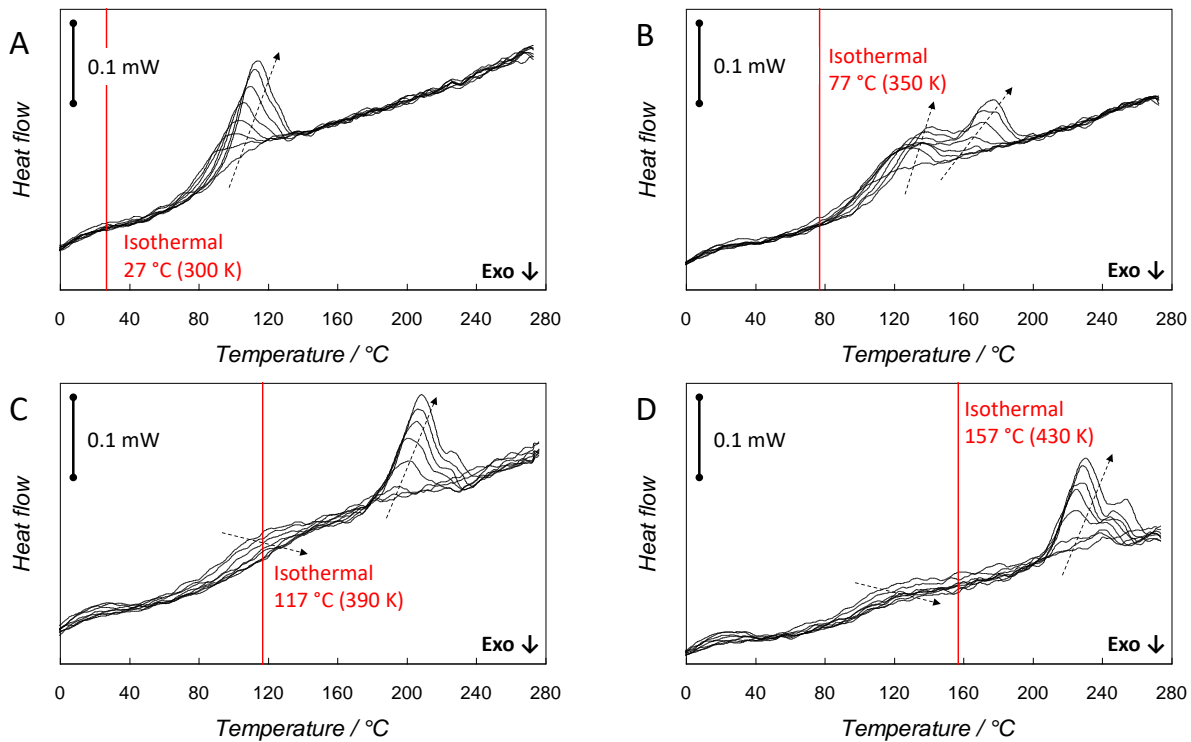 A
0.1 mW
Heat flow
Isothermal
27 °C (300 K)
Exo ↓
0 40 80 120 160 200 240 280
Temperature / °C
B
0.1 mW
Heat flow
Isothermal
77 °C (350 K)
Exo ↓
0 40 80 120 160 200 240 280
Temperature / °C
C
0.1 mW
Heat flow
Isothermal
117 °C (390 K)
Exo ↓
0 40 80 120 160 200 240 280
Temperature / °C
D
0.1 mW
Heat flow
Isothermal
157 °C (430 K)
Exo ↓
0 40 80 120 160 200 240 280
Temperature / °C